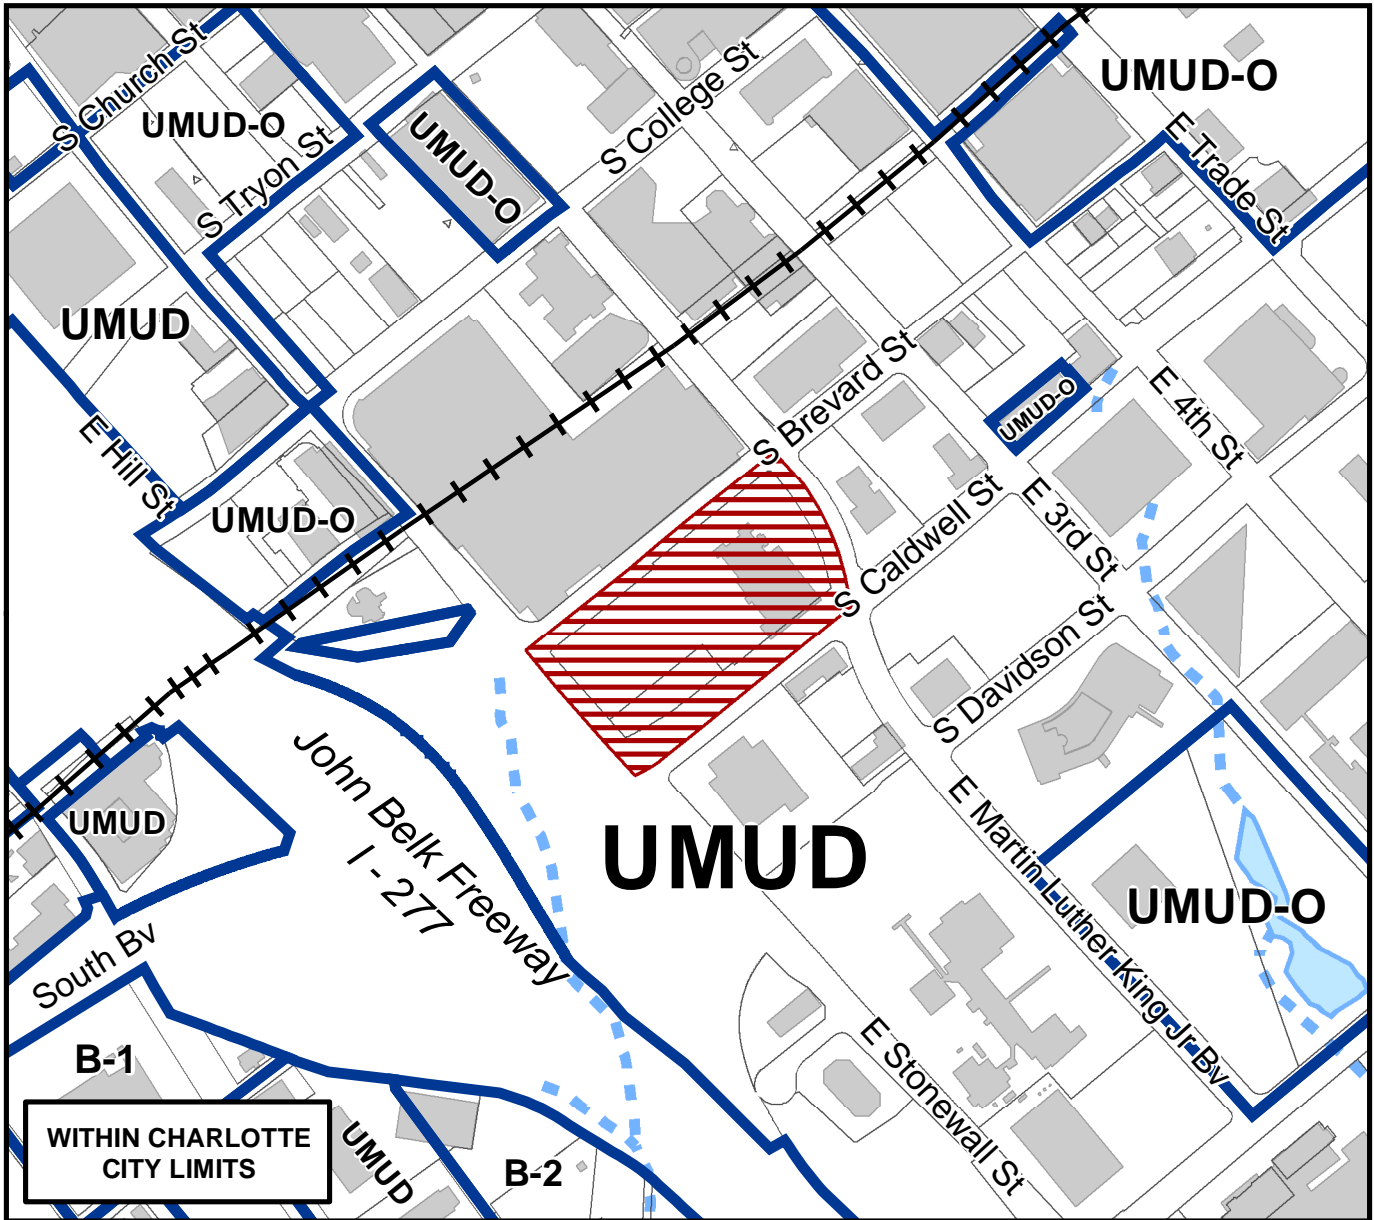 S Church St
UMUD-O
S Tryon St
UMUD-O
S College St
UMUD-O
E Trade St
UMUD
E Hill St
UMUD-O
S Brevard St
UMUD-O
E 4th St
E 3rd St
S Caldwell St
S Davidson St
UMUD
John Belk Freeway
I - 277
UMUD
E Martin Luther King Jr Bv
UMUD-O
South Bv
E Stonewall St
B-1
WITHIN CHARLOTTE
CITY LIMITS
UMUD
B-2